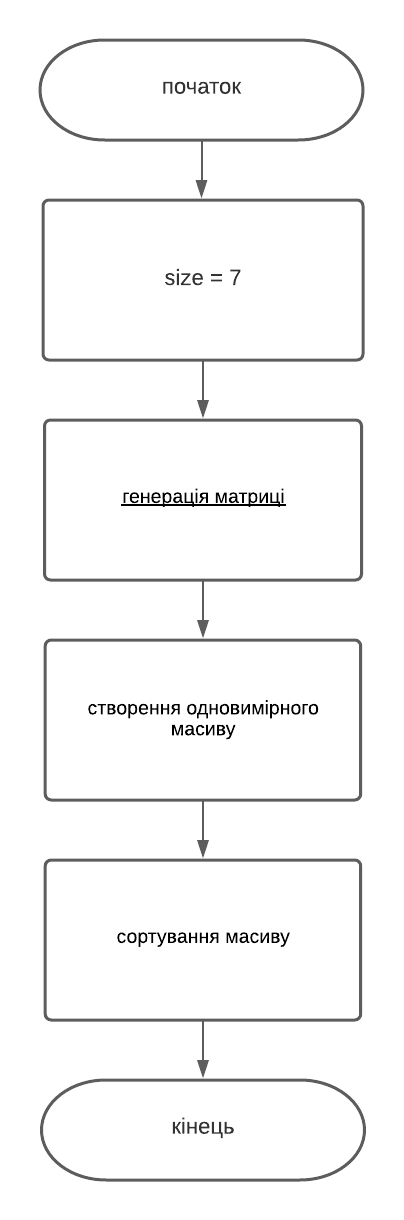 початок
size = 7
генерація матриці
створення одновимірного
масиву
сортування масиву
кінець